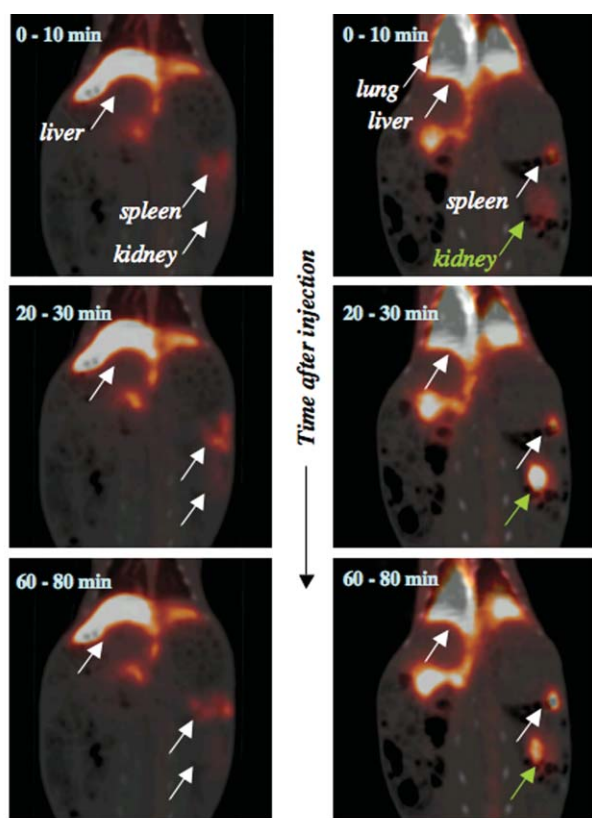 0 - 10 min
liver
spleen
kidney
20 - 30 min
60 - 80 min
Time after injection
0 - 10 min
lung
liver
spleen
kidney
20 - 30 min
60 - 80 min